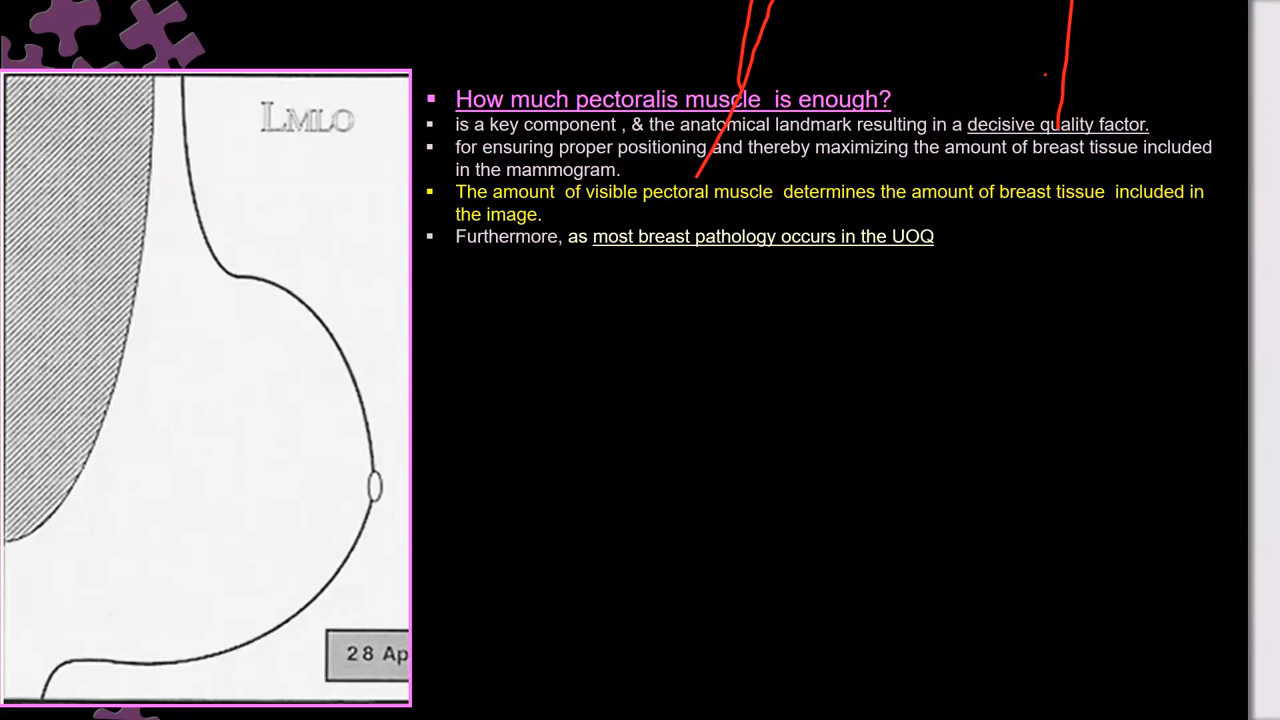 LMLO
How much pectoralis muscle is enough?
is a key component , & the anatomical landmark resulting in a decisive quality factor.
for ensuring proper positioning and thereby maximizing the amount of breast tissue included
in the mammogram.
The amount of visible pectoral muscle determines the amount of breast tissue included in
the image.
Furthermore, as most breast pathology occurs in the UOQ
28 Ap